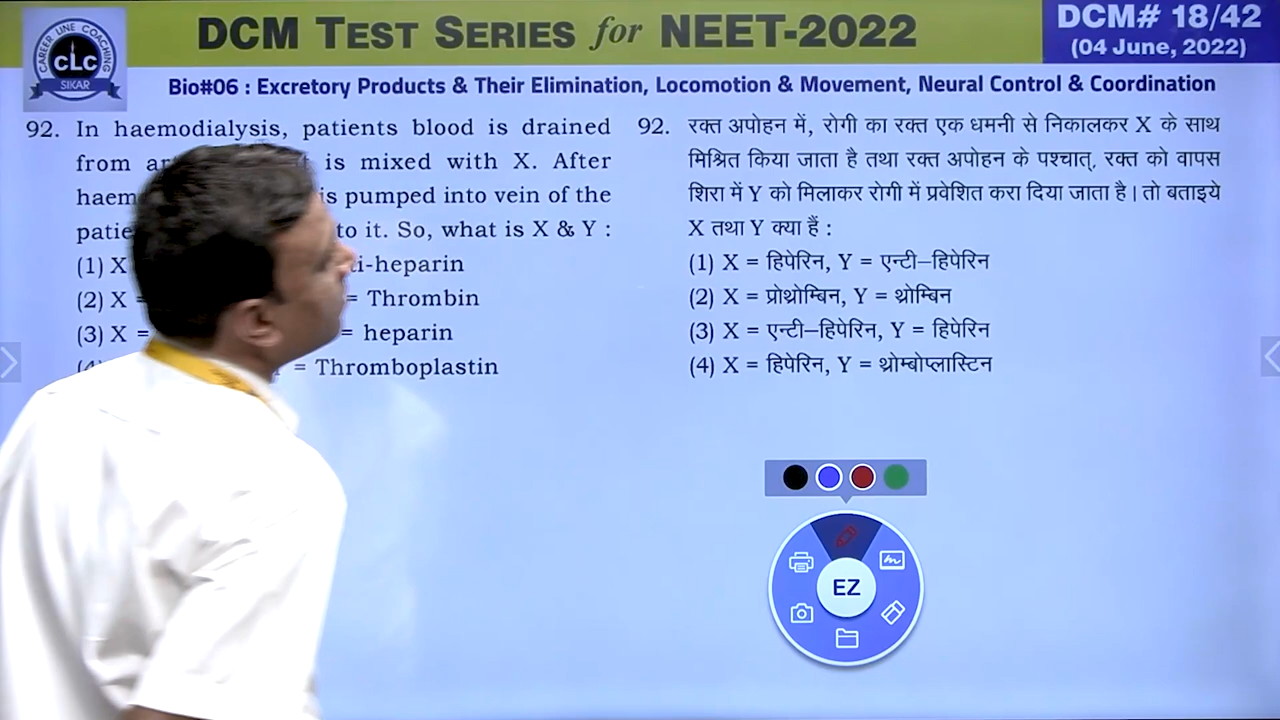 CAREER LINE COACHING
CLC
SIKAR
DCM TEST SERIES for NEET-2022
DCM# 18/42
(04 June, 2022)
Bio#06 : Excretory Products & Their Elimination, Locomotion & Movement, Neural Control & Coordination
92. In haemodialysis, patients blood is drained
from is mixed with X. After
haem is pumped into vein of the
patie to it. So, what is X & Y :
(1) X i-heparin
(2) X = = Thrombin
(3) X = = heparin
= Thromboplastin
92. रक्त अपोहन में, रोगी का रक्त एक धमनी से निकालकर X के साथ
मिश्रित किया जाता है तथा रक्त अपोहन के पश्चात्, रक्त को वापस
शिरा में Y को मिलाकर रोगी में प्रवेशित करा दिया जाता है। तो बताइये
X तथा Y क्या हैं :
(1) X = हिपेरिन, Y = एन्टी–हिपेरिन
(2) X = प्रोथ्रोम्बिन, Y = थ्रोम्बिन
(3) X = एन्टी–हिपेरिन, Y = हिपेरिन
(4) X = हिपेरिन, Y = थ्रोम्बोप्लास्टिन
EZ